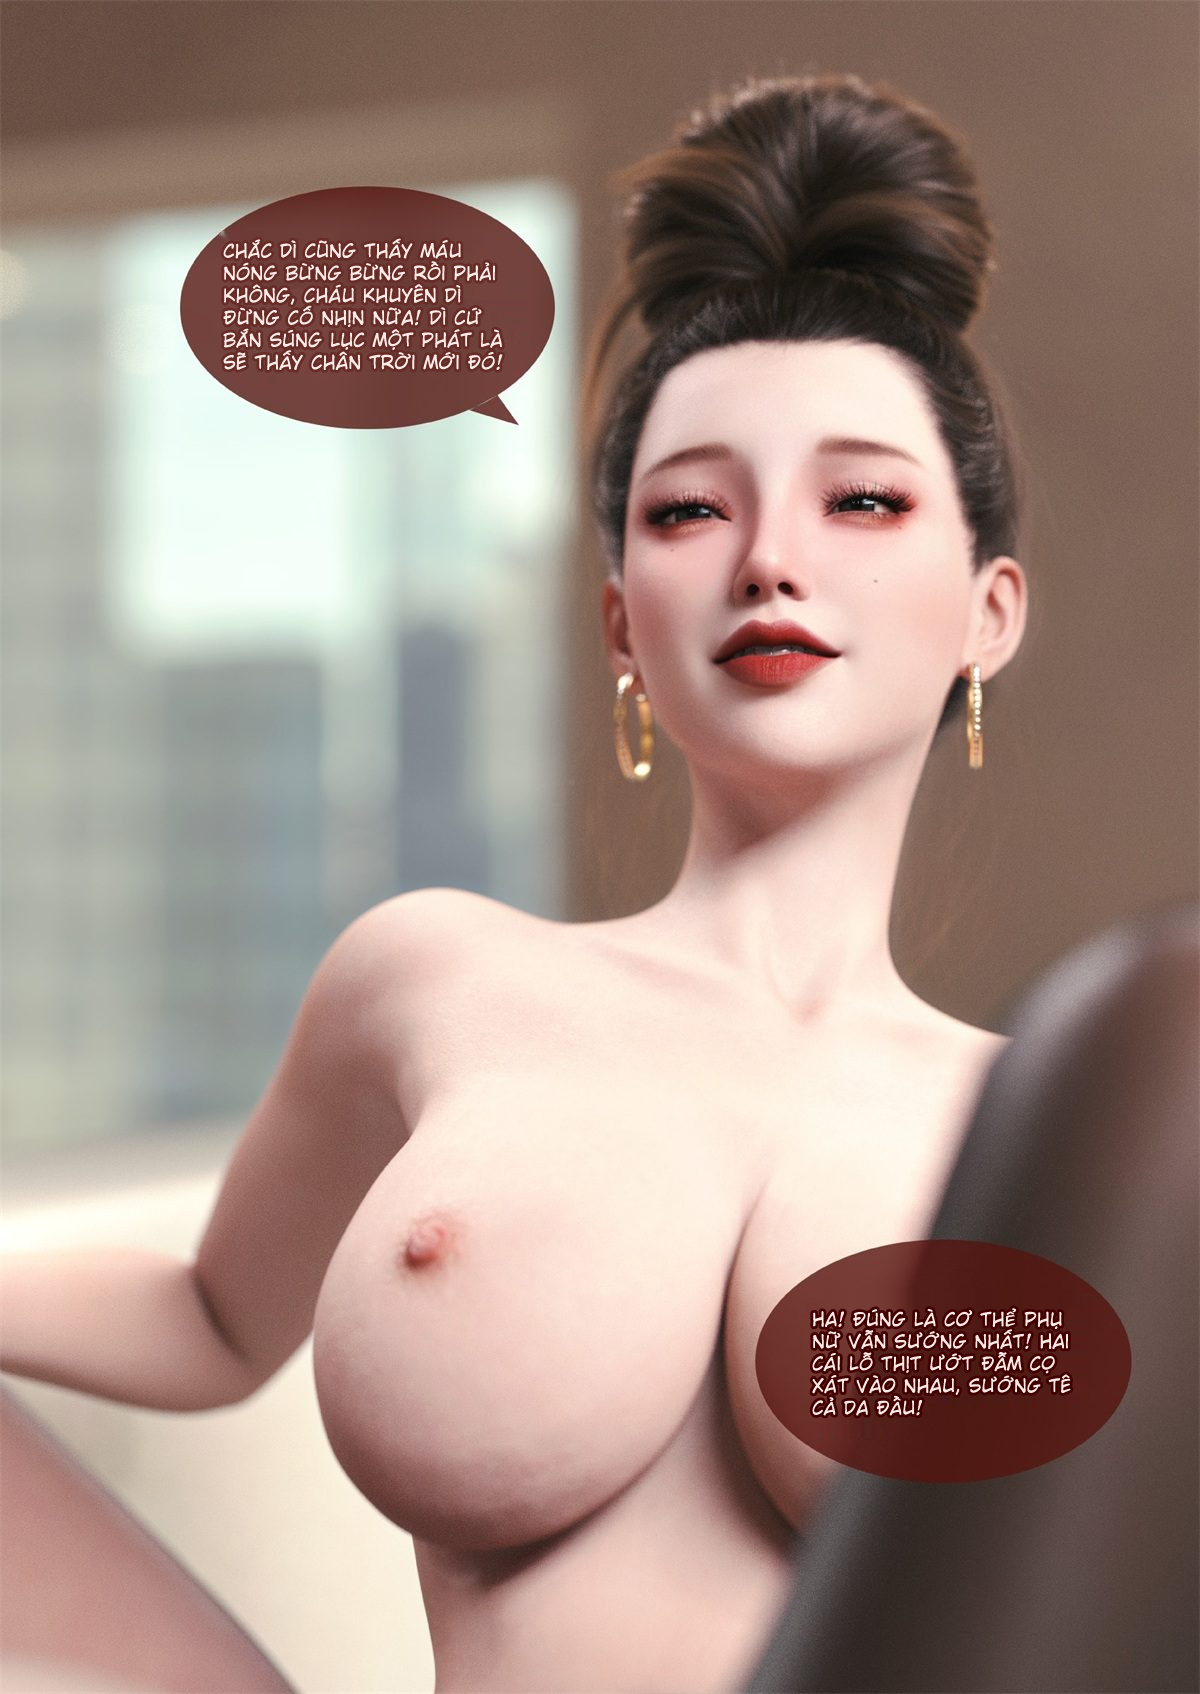 CHẮC DÌ CŨNG THẤY MÁU
NÓNG BỪNG BỪNG RỒI PHẢI
KHÔNG, CHÁU KHUYÊN DÌ
ĐỪNG CỐ NHỊN NỮA! DÌ CỨ
BẮN SÚNG LỤC MỘT PHÁT LÀ
SẼ THẤY CHÂN TRỜI MỚI ĐÓ!
HA! ĐÚNG LÀ CƠ THỂ PHỤ
NỮ VẪN SƯỚNG NHẤT! HAI
CÁI LỖ THỊT ƯỚT ĐẪM CỌ
XÁT VÀO NHAU, SƯỚNG TÊ
CẢ DA ĐẦU!